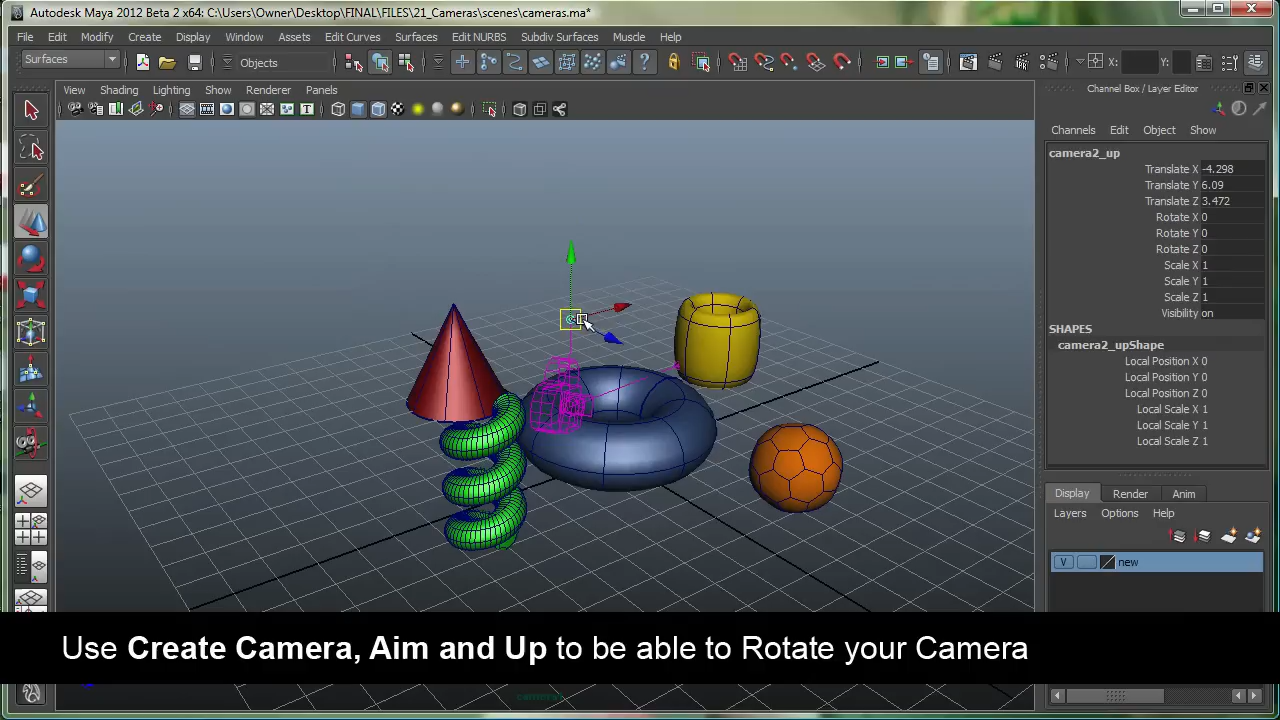 Autodesk Maya 2012 Beta 2 x64: C:\Users\Owner\Desktop\FINAL\FILES\21_Cameras\scenes\cameras.ma*
File Edit Modify Create Display Window Assets Edit Curves Surfaces Edit NURBS Subdiv Surfaces Muscle Help
Surfaces Objects X: Y:
View Shading Lighting Show Renderer Panels
Channel Box / Layer Editor
Channels Edit Object Show
camera2_up
Translate X -4.298
Translate Y 6.09
Translate Z 3.472
Rotate X 0
Rotate Y 0
Rotate Z 0
Scale X 1
Scale Y 1
Scale Z 1
Visibility on
SHAPES
camera2_upShape
Local Position X 0
Local Position Y 0
Local Position Z 0
Local Scale X 1
Local Scale Y 1
Local Scale Z 1
Display Render Anim
Layers Options Help
V new
Use Create Camera, Aim and Up to be able to Rotate your Camera